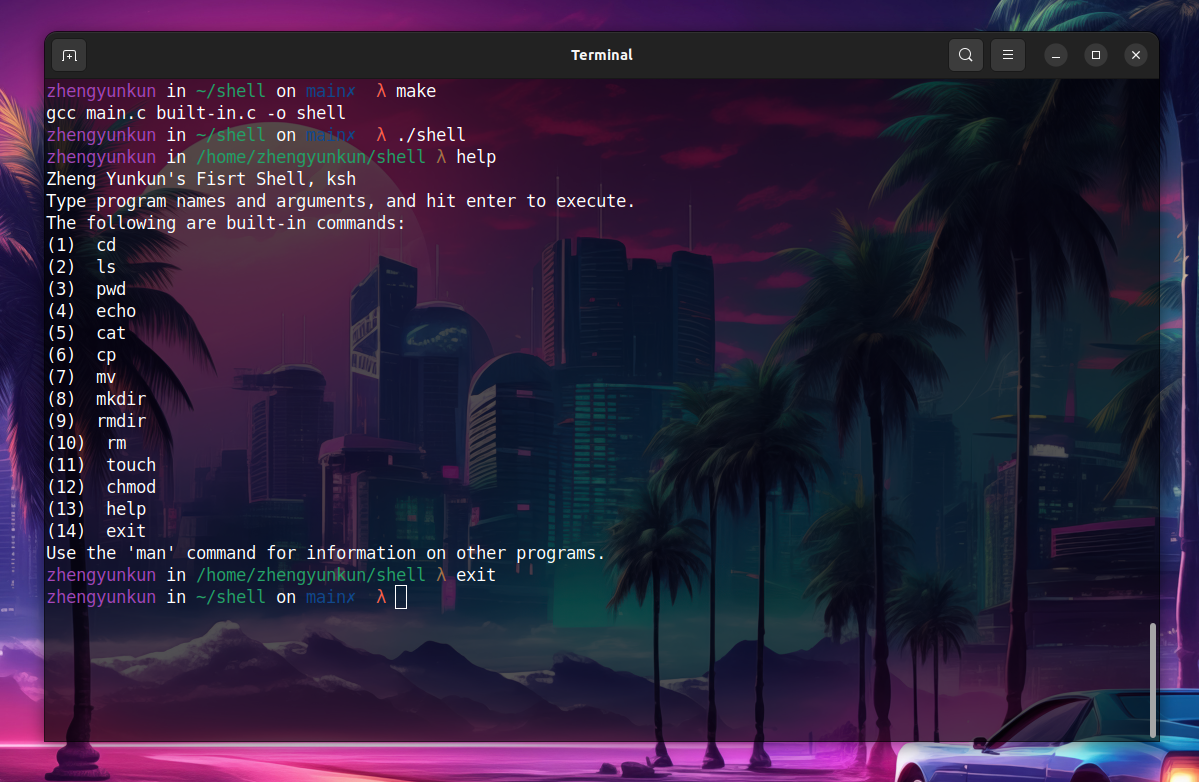 Terminal
zhengyunkun in ~/shell on main✗ λ make
gcc main.c built-in.c -o shell
zhengyunkun in ~/shell on main✗ λ ./shell
zhengyunkun in /home/zhengyunkun/shell λ help
Zheng Yunkun's Fisrt Shell, ksh
Type program names and arguments, and hit enter to execute.
The following are built-in commands:
(1) cd
(2) ls
(3) pwd
(4) echo
(5) cat
(6) cp
(7) mv
(8) mkdir
(9) rmdir
(10) rm
(11) touch
(12) chmod
(13) help
(14) exit
Use the 'man' command for information on other programs.
zhengyunkun in /home/zhengyunkun/shell λ exit
zhengyunkun in ~/shell on main✗ λ